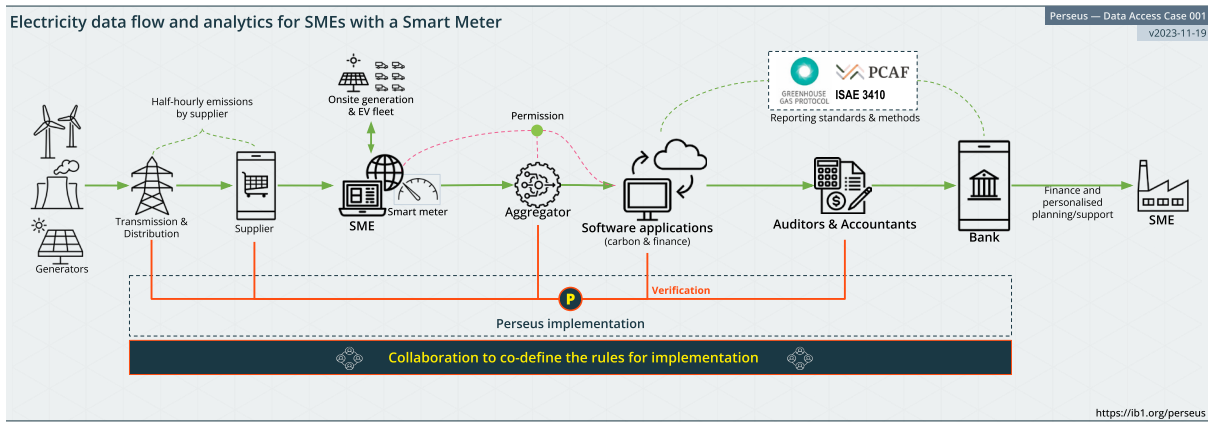 Electricity data flow and analytics for SMEs with a Smart Meter
Perseus — Data Access Case 001
v2023-11-19
Half-hourly emissions
by supplier
Onsite generation
& EV fleet
Permission
GREENHOUSE
GAS PROTOCOL
PCAF
ISAE 3410
Reporting standards & methods
Generators
Transmission &
Distribution
Supplier
SME
Smart meter
Aggregator
Software applications
(carbon & finance)
Auditors & Accountants
Bank
Finance and
personalised
planning/support
SME
P
Verification
Perseus implementation
Collaboration to co-define the rules for implementation
https://ib1.org/perseus